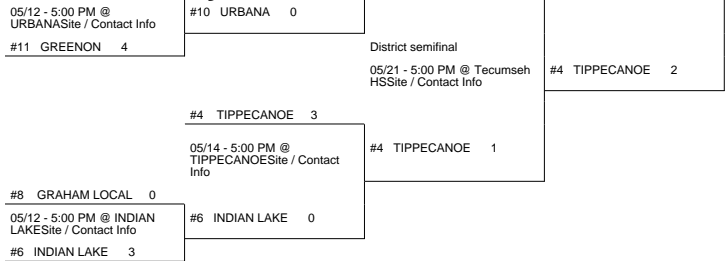 05/12 - 5:00 PM @
URBANASite / Contact Info
#10 URBANA 0
#11 GREENON 4
District semifinal
05/21 - 5:00 PM @ Tecumseh
HSSite / Contact Info
#4 TIPPECANOE 2
#4 TIPPECANOE 3
05/14 - 5:00 PM @
TIPPECANOESite / Contact
Info
#4 TIPPECANOE 1
#8 GRAHAM LOCAL 0
05/12 - 5:00 PM @ INDIAN
LAKESite / Contact Info
#6 INDIAN LAKE 0
#6 INDIAN LAKE 3